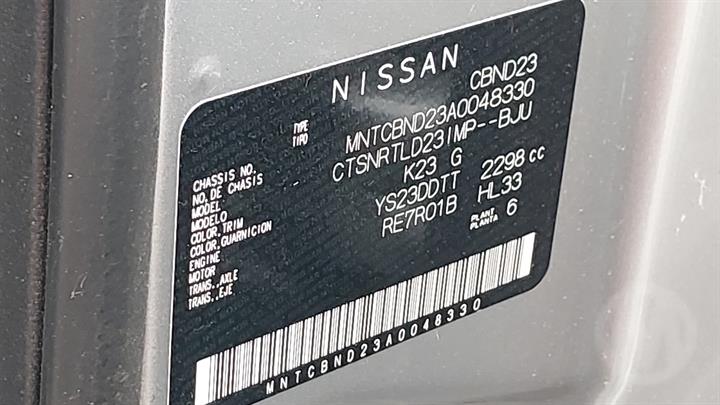 NISSAN
TYPE TIPO CBND23
CHASSIS NO. NO. DE CHASIS MNTCBND23A0048330
MODEL MODELO CTSNRTLD23IMP--BJU
COLOR,TRIM COLOR,GUARNICION K23 G
ENGINE MOTOR YS23DDTT 2298 cc
TRANS.,AXLE TRANS.,EJE RE7R01B HL33
PLANT PLANTA 6
MNTCBND23A0048330